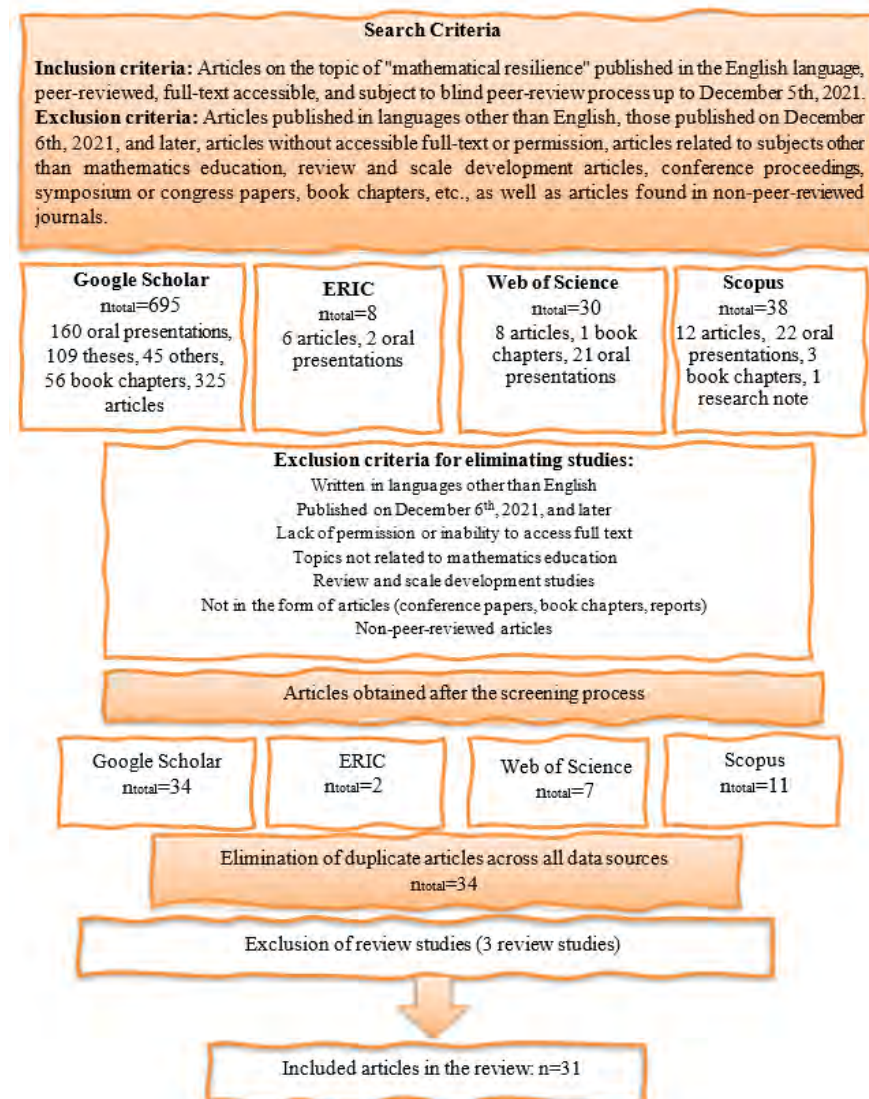 Search Criteria
Inclusion criteria: Articles on the topic of "mathematical resilience" published in the English language,
peer-reviewed, full-text accessible, and subject to blind peer-review process up to December 5th, 2021.
Exclusion criteria: Articles published in languages other than English, those published on December
6th, 2021, and later, articles without accessible full-text or permission, articles related to subjects other
than mathematics education, review and scale development articles, conference proceedings,
symposium or congress papers, book chapters, etc., as well as articles found in non-peer-reviewed
journals.
Google Scholar
ntotal=695
160 oral presentations,
109 theses, 45 others,
56 book chapters, 325
articles
ERIC
ntotal=8
6 articles, 2 oral
presentations
Web of Science
ntotal=30
8 articles, 1 book
chapters, 21 oral
presentations
Scopus
ntotal=38
12 articles, 22 oral
presentations, 3
book chapters, 1
research note
Exclusion criteria for eliminating studies:
Written in languages other than English
Published on December 6th, 2021, and later
Lack of permission or inability to access full text
Topics not related to mathematics education
Review and scale development studies
Not in the form of articles (conference papers, book chapters, reports)
Non-peer-reviewed articles
Articles obtained after the screening process
Google Scholar
ntotal=34
ERIC
ntotal=2
Web of Science
ntotal=7
Scopus
ntotal=11
Elimination of duplicate articles across all data sources
ntotal=34
Exclusion of review studies (3 review studies)
Included articles in the review: n=31